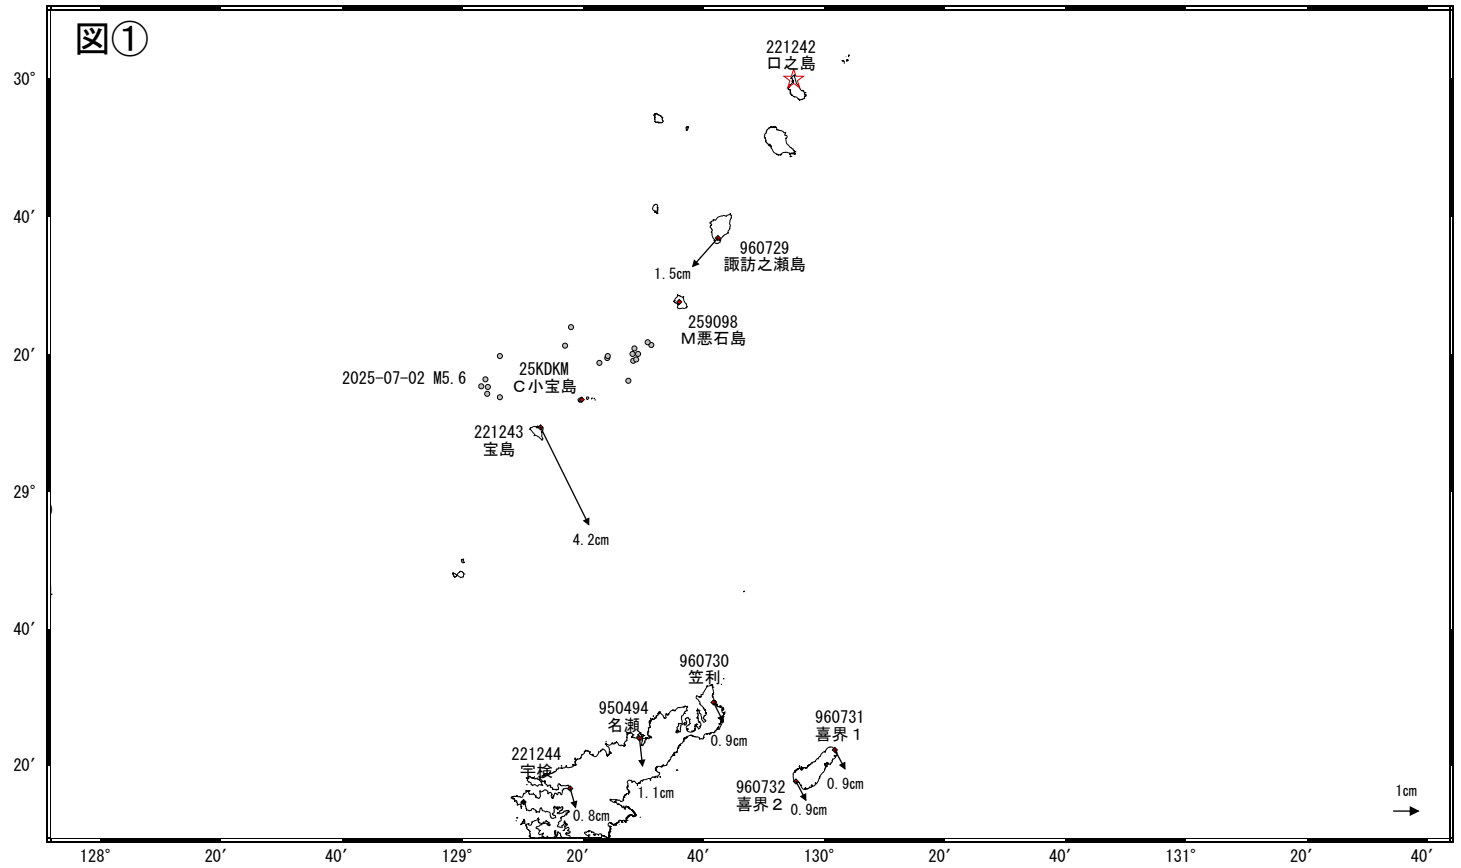 図①
221242
口之島
30°
40′
960729
諏訪之瀬島
1.5cm
259098
M悪石島
20′
2025-07-02 M5.6
25KDKM
C小宝島
221243
宝島
29°
4.2cm
40′
960730
笠利
950494
名瀬
960731
喜界1
0.9cm
221244
宇検
20′
960732
喜界2
0.9cm
1.1cm
0.9cm
0.8cm
1cm
128° 20′ 40′ 129° 20′ 40′ 130° 20′ 40′ 131° 20′ 40′